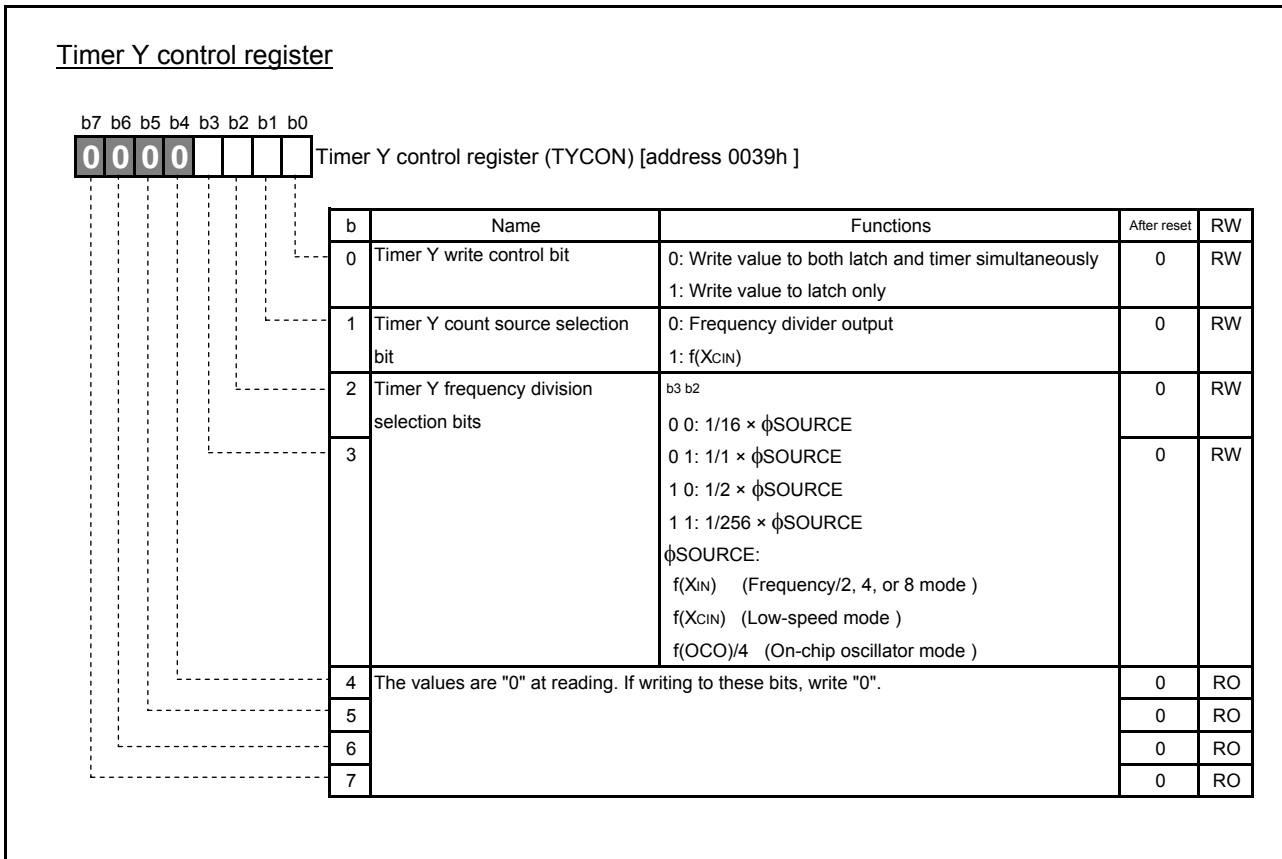 Timer Y control register
b7 b6 b5 b4 b3 b2 b1 b0
0 0 0 0 Timer Y control register (TYCON) [address 0039h ]
b Name Functions After reset RW
0 Timer Y write control bit 0: Write value to both latch and timer simultaneously 0 RW
1: Write value to latch only
1 Timer Y count source selection 0: Frequency divider output 0 RW
bit 1: f(XCIN)
2 Timer Y frequency division b3 b2 0 RW
selection bits 0 0: 1/16 × ϕSOURCE
3 0 1: 1/1 × ϕSOURCE 0 RW
1 0: 1/2 × ϕSOURCE
1 1: 1/256 × ϕSOURCE
ϕSOURCE:
f(XIN) (Frequency/2, 4, or 8 mode )
f(XCIN) (Low-speed mode )
f(OCO)/4 (On-chip oscillator mode )
4 The values are "0" at reading. If writing to these bits, write "0". 0 RO
5 0 RO
6 0 RO
7 0 RO